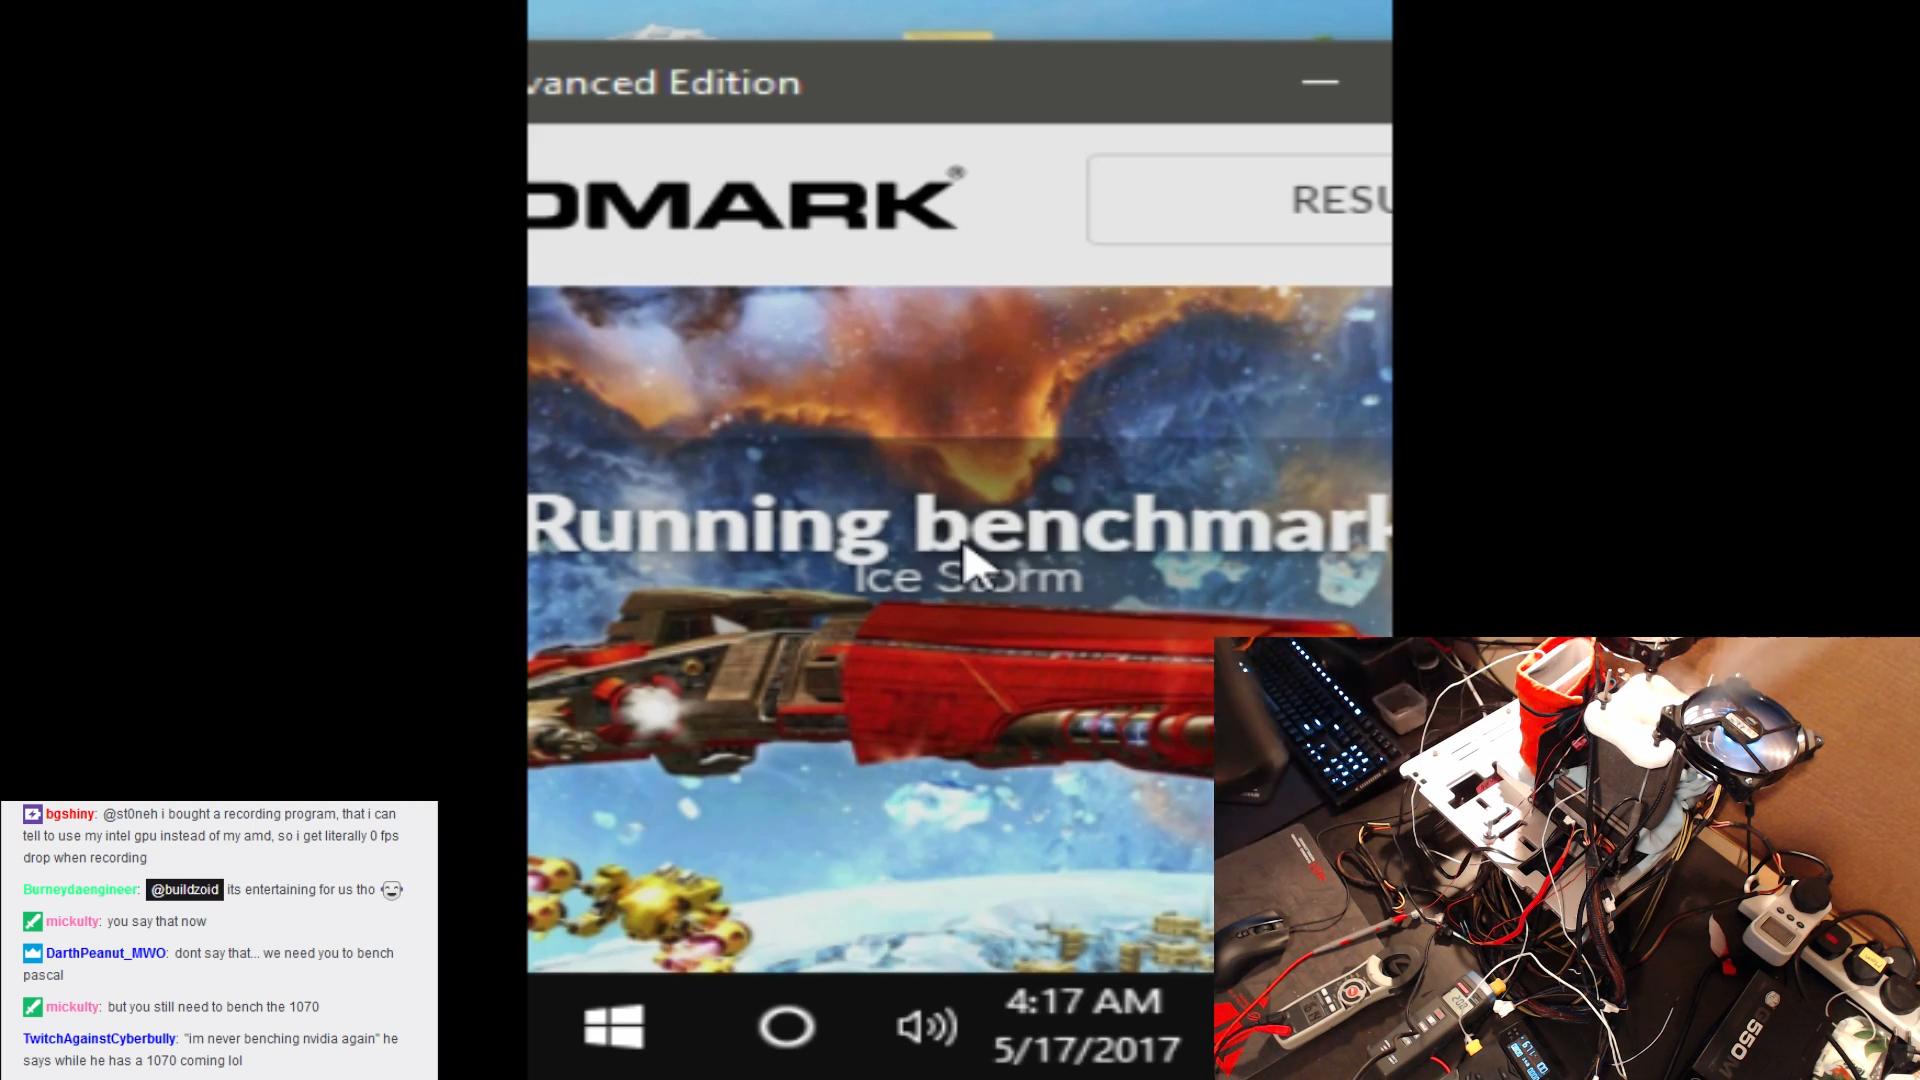 vanced Edition
DMARK®
RESU
Running benchmark
Ice Storm
4:17 AM
5/17/2017
bgshiny: @st0neh i bought a recording program, that i can
tell to use my intel gpu instead of my amd, so i get literally 0 fps
drop when recording
Burneydaengineer: @buildzoid its entertaining for us tho
mickulty: you say that now
DarthPeanut_MWO: dont say that... we need you to bench
pascal
mickulty: but you still need to bench the 1070
TwitchAgainstCyberbully: "im never benching nvidia again" he
says while he has a 1070 coming lol
550